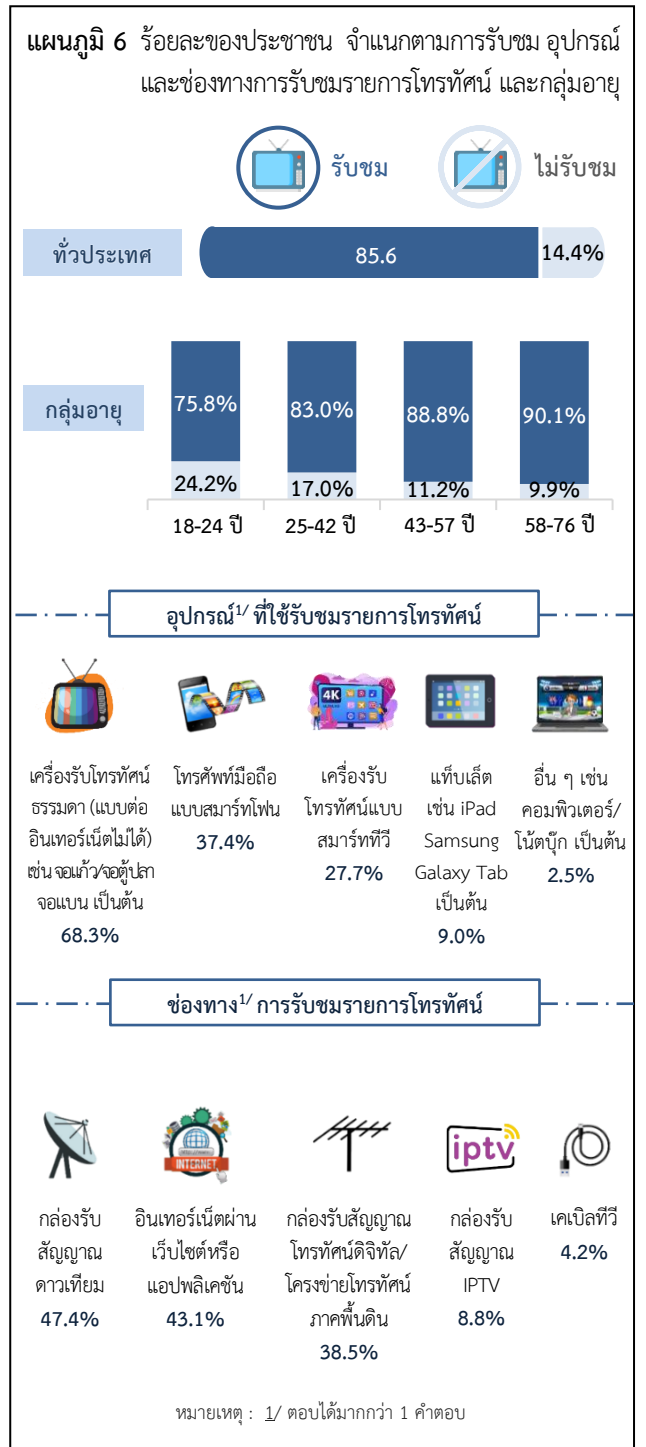 แผนภูมิ 6 ร้อยละของประชาชน จำแนกตามการรับชม อุปกรณ์
และช่องทางการรับชมรายการโทรทัศน์ และกลุ่มอายุ
รับชม
ไม่รับชม
ทั่วประเทศ
85.6
14.4%
กลุ่มอายุ
75.8% 83.0% 88.8% 90.1%
24.2% 17.0% 11.2% 9.9%
18-24 ปี 25-42 ปี 43-57 ปี 58-76 ปี
อุปกรณ์1/ ที่ใช้รับชมรายการโทรทัศน์
4K
เครื่องรับโทรทัศน์
ธรรมดา (แบบต่อ
อินเทอร์เน็ตไม่ได้)
เช่น จอแก้ว/จอตู้ปลา
จอแบน เป็นต้น
68.3%
โทรศัพท์มือถือ
แบบสมาร์ทโฟน
37.4%
เครื่องรับ
โทรทัศน์แบบ
สมาร์ททีวี
27.7%
แท็บเล็ต
เช่น iPad
Samsung
Galaxy Tab
เป็นต้น
9.0%
อื่น ๆ เช่น
คอมพิวเตอร์/
โน้ตบุ๊ก เป็นต้น
2.5%
ช่องทาง1/ การรับชมรายการโทรทัศน์
INTERNET
iptv
กล่องรับ
สัญญาณ
ดาวเทียม
47.4%
อินเทอร์เน็ตผ่าน
เว็บไซต์หรือ
แอปพลิเคชัน
43.1%
กล่องรับสัญญาณ
โทรทัศน์ดิจิทัล/
โครงข่ายโทรทัศน์
ภาคพื้นดิน
38.5%
กล่องรับ
สัญญาณ
IPTV
8.8%
เคเบิลทีวี
4.2%
หมายเหตุ : 1/ ตอบได้มากกว่า 1 คำตอบ